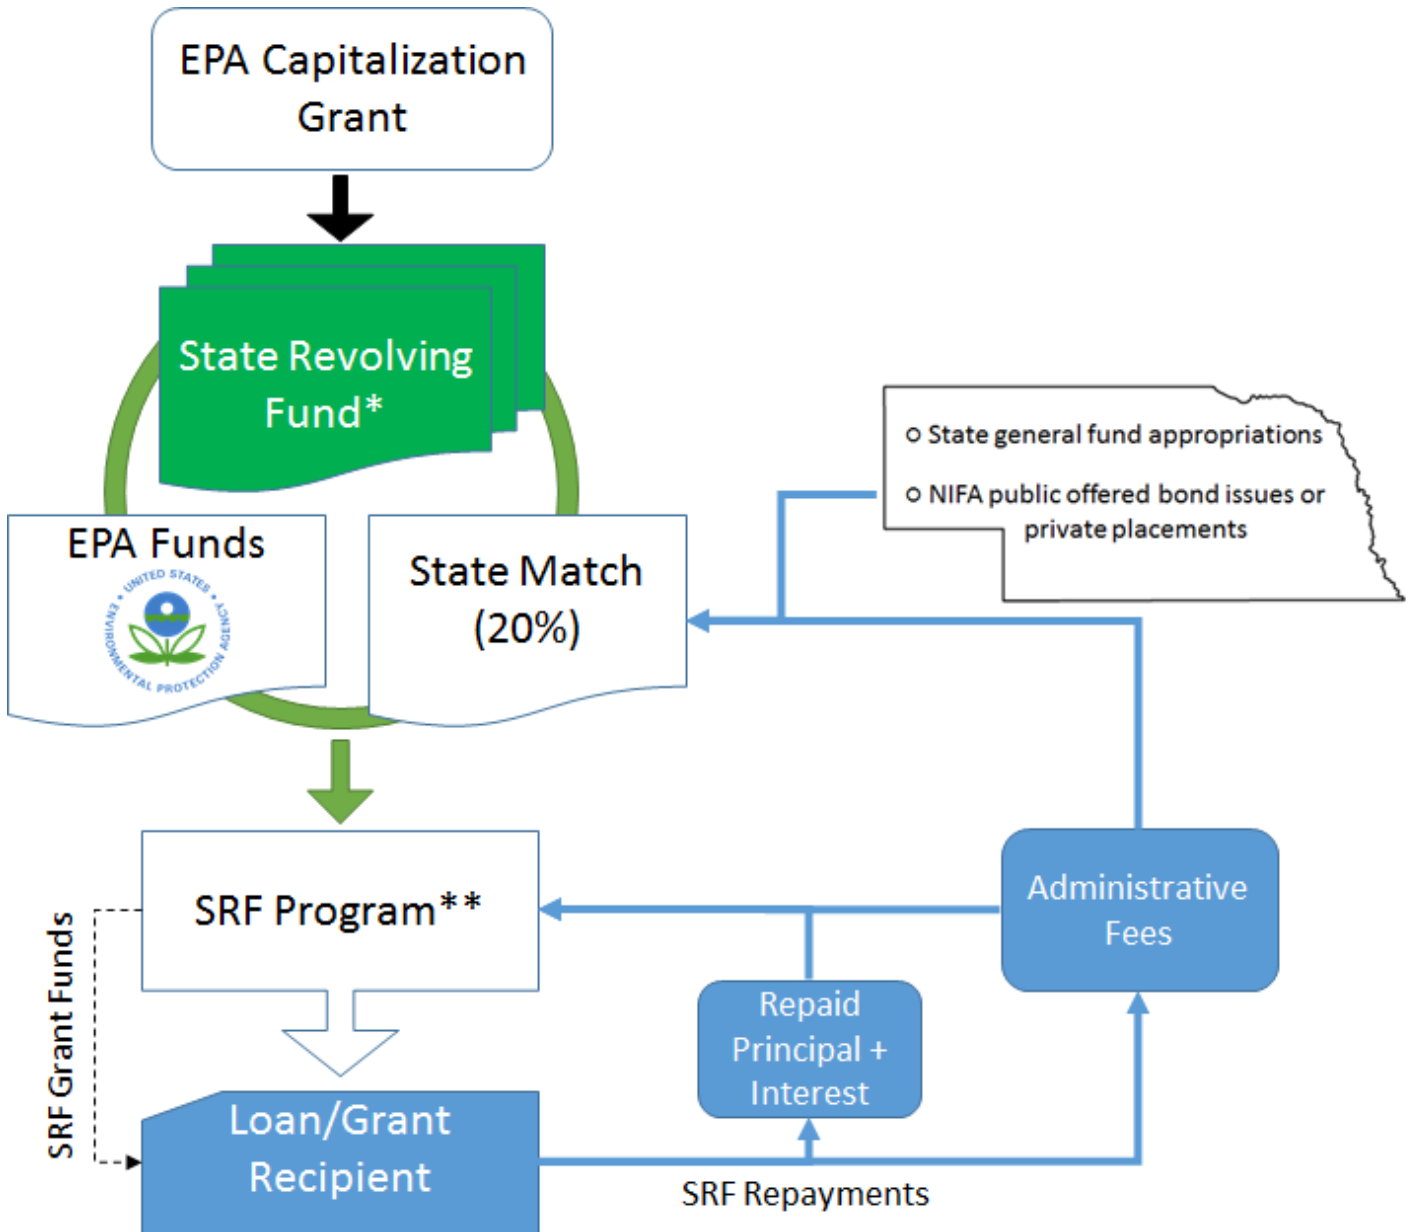 EPA Capitalization
Grant
State Revolving
Fund*
EPA Funds
UNITED STATES
ENVIRONMENTAL PROTECTION AGENCY
State Match
(20%)
State general fund appropriations
NIFA public offered bond issues or
private placements
SRF Program**
Administrative
Fees
SRF Grant Funds
Repaid
Principal +
Interest
Loan/Grant
Recipient
SRF Repayments